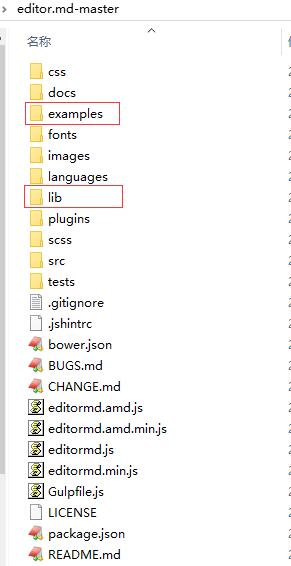 editor.md-master
名称
css
docs
examples
fonts
images
languages
lib
plugins
scss
src
tests
.gitignore
.jshintrc
bower.json
BUGS.md
CHANGE.md
editormd.amd.js
editormd.amd.min.js
editormd.js
editormd.min.js
Gulpfile.js
LICENSE
package.json
README.md